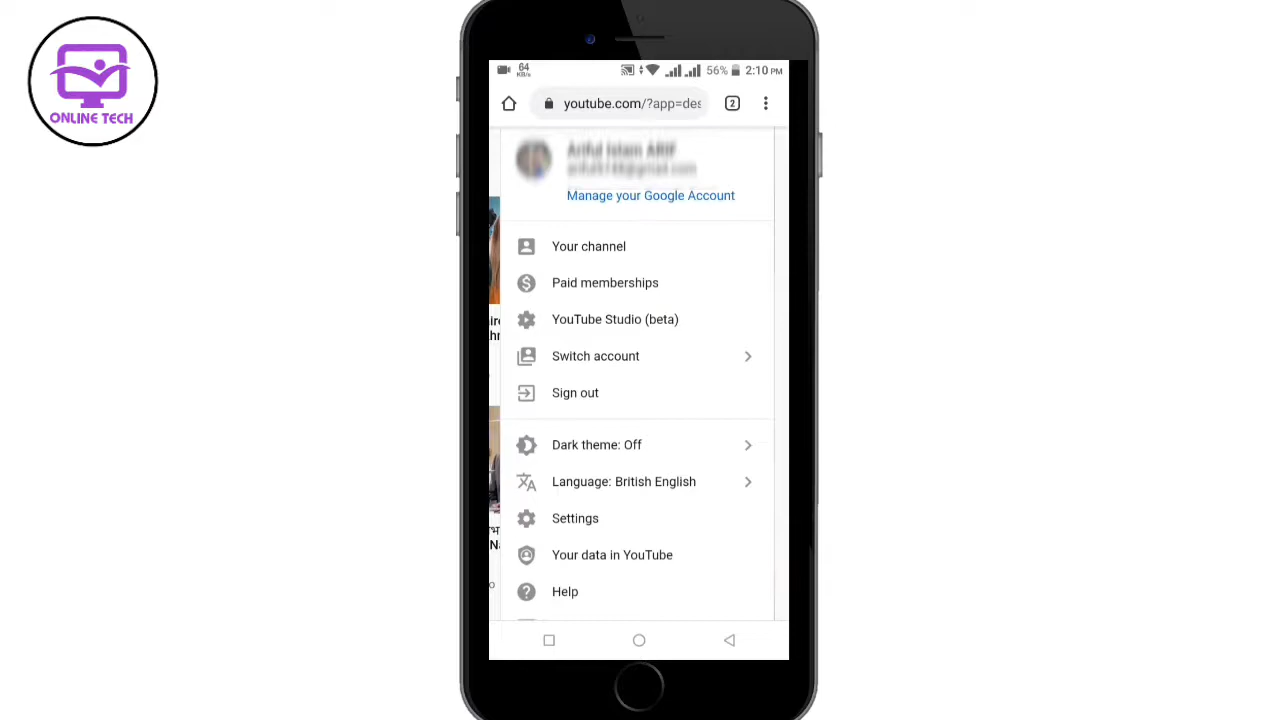 ONLINE TECH
64
KB/s
56%
2:10 PM
youtube.com/?app=des
2
Manage your Google Account
Your channel
Paid memberships
YouTube Studio (beta)
Switch account
Sign out
Dark theme: Off
Language: British English
Settings
Your data in YouTube
Help